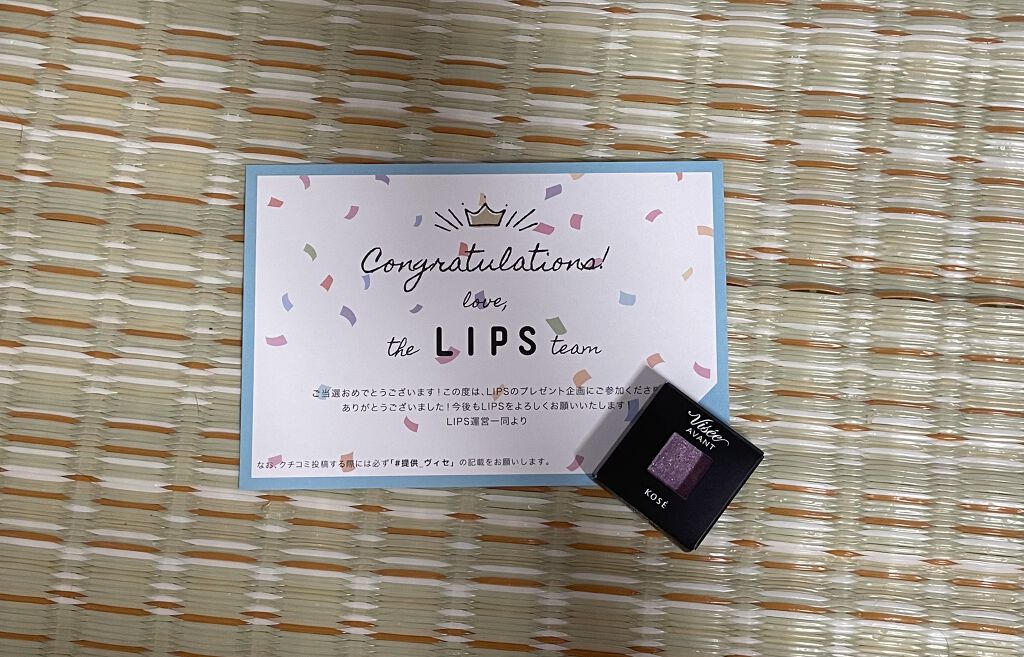 Congratulations!
love,
the LIPS team
ご当選おめでとうございます!この度は、LIPSのプレゼント企画にご参加くださ
ありがとうございました!今後もLIPSをよろしくお願いいたします!
LIPS運営一同より
なお、クチコミ投稿する際には必ず「#提供_ヴィセ」の記載をお願いします。
Visée
AVANT
KOSÉ